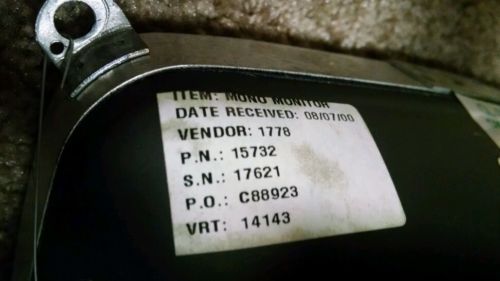 ITEM: MONO MONITOR
DATE RECEIVED: 08/07/00
VENDOR: 1778
P.N.: 15732
S.N.: 17621
P.O.: C88923
VRT: 14143